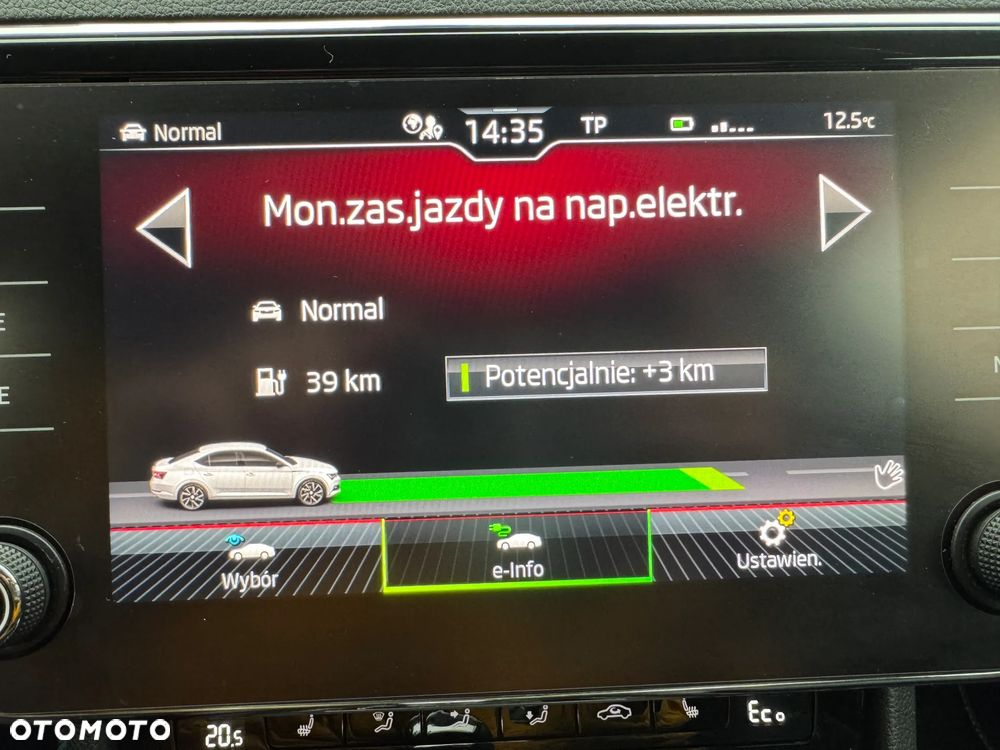 Normal 14:35 TP 12.5°C
Mon.zas.jazdy na nap.elektr.
Normal
39 km Potencjalnie: +3 km
E
E
N
Wybór e-Info Ustawien.
OTOMOTO 20.5 Eco